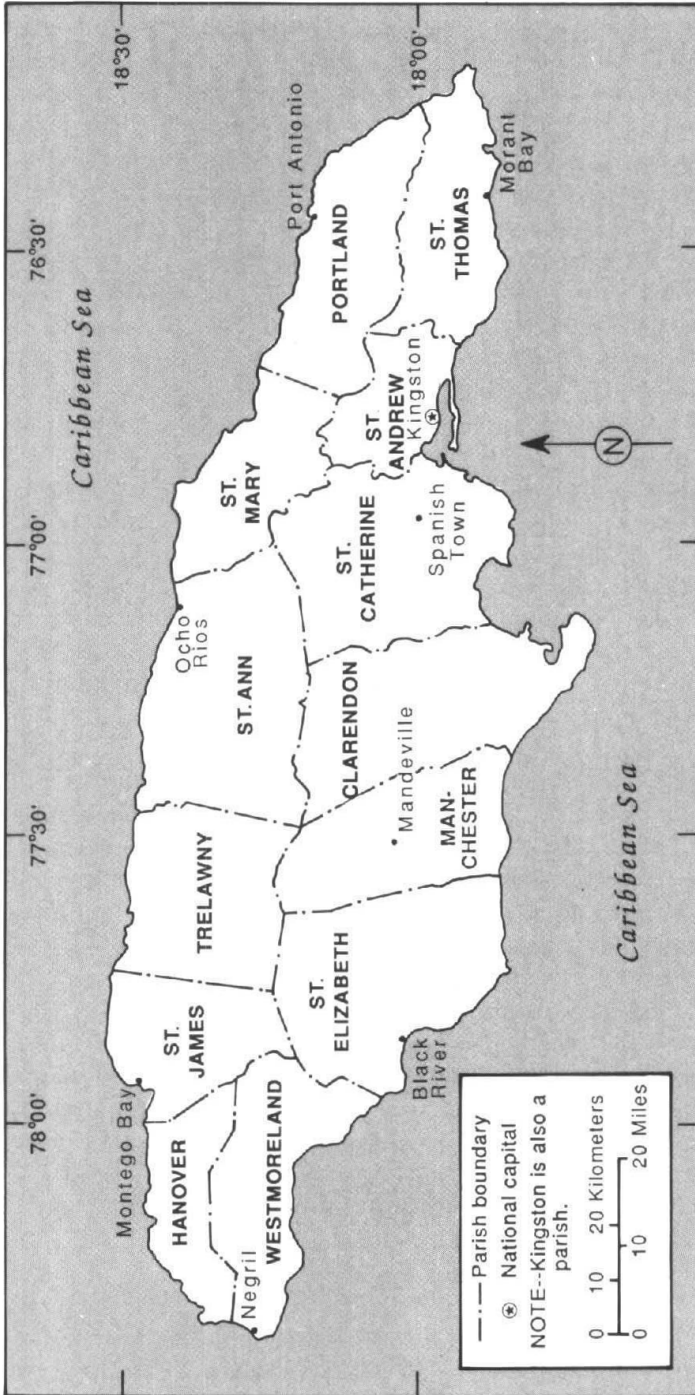 78°00'
77°30'
77°00'
76°30'
18°30'
18°00'
Caribbean Sea
Montego Bay
HANOVER
ST.
JAMES
TRELAWNY
ST. ANN
Ocho
Rios
ST.
MARY
Port Antonio
PORTLAND
Negril
WESTMORELAND
ST.
ELIZABETH
Black
River
MAN-
CHESTER
Mandeville
CLARENDON
ST.
CATHERINE
Spanish
Town
ST.
ANDREW
Kingston
ST.
THOMAS
Morant
Bay
Caribbean Sea
N
Parish boundary
National capital
NOTE--Kingston is also a
parish.
0 10 20 Kilometers
0 10 20 Miles